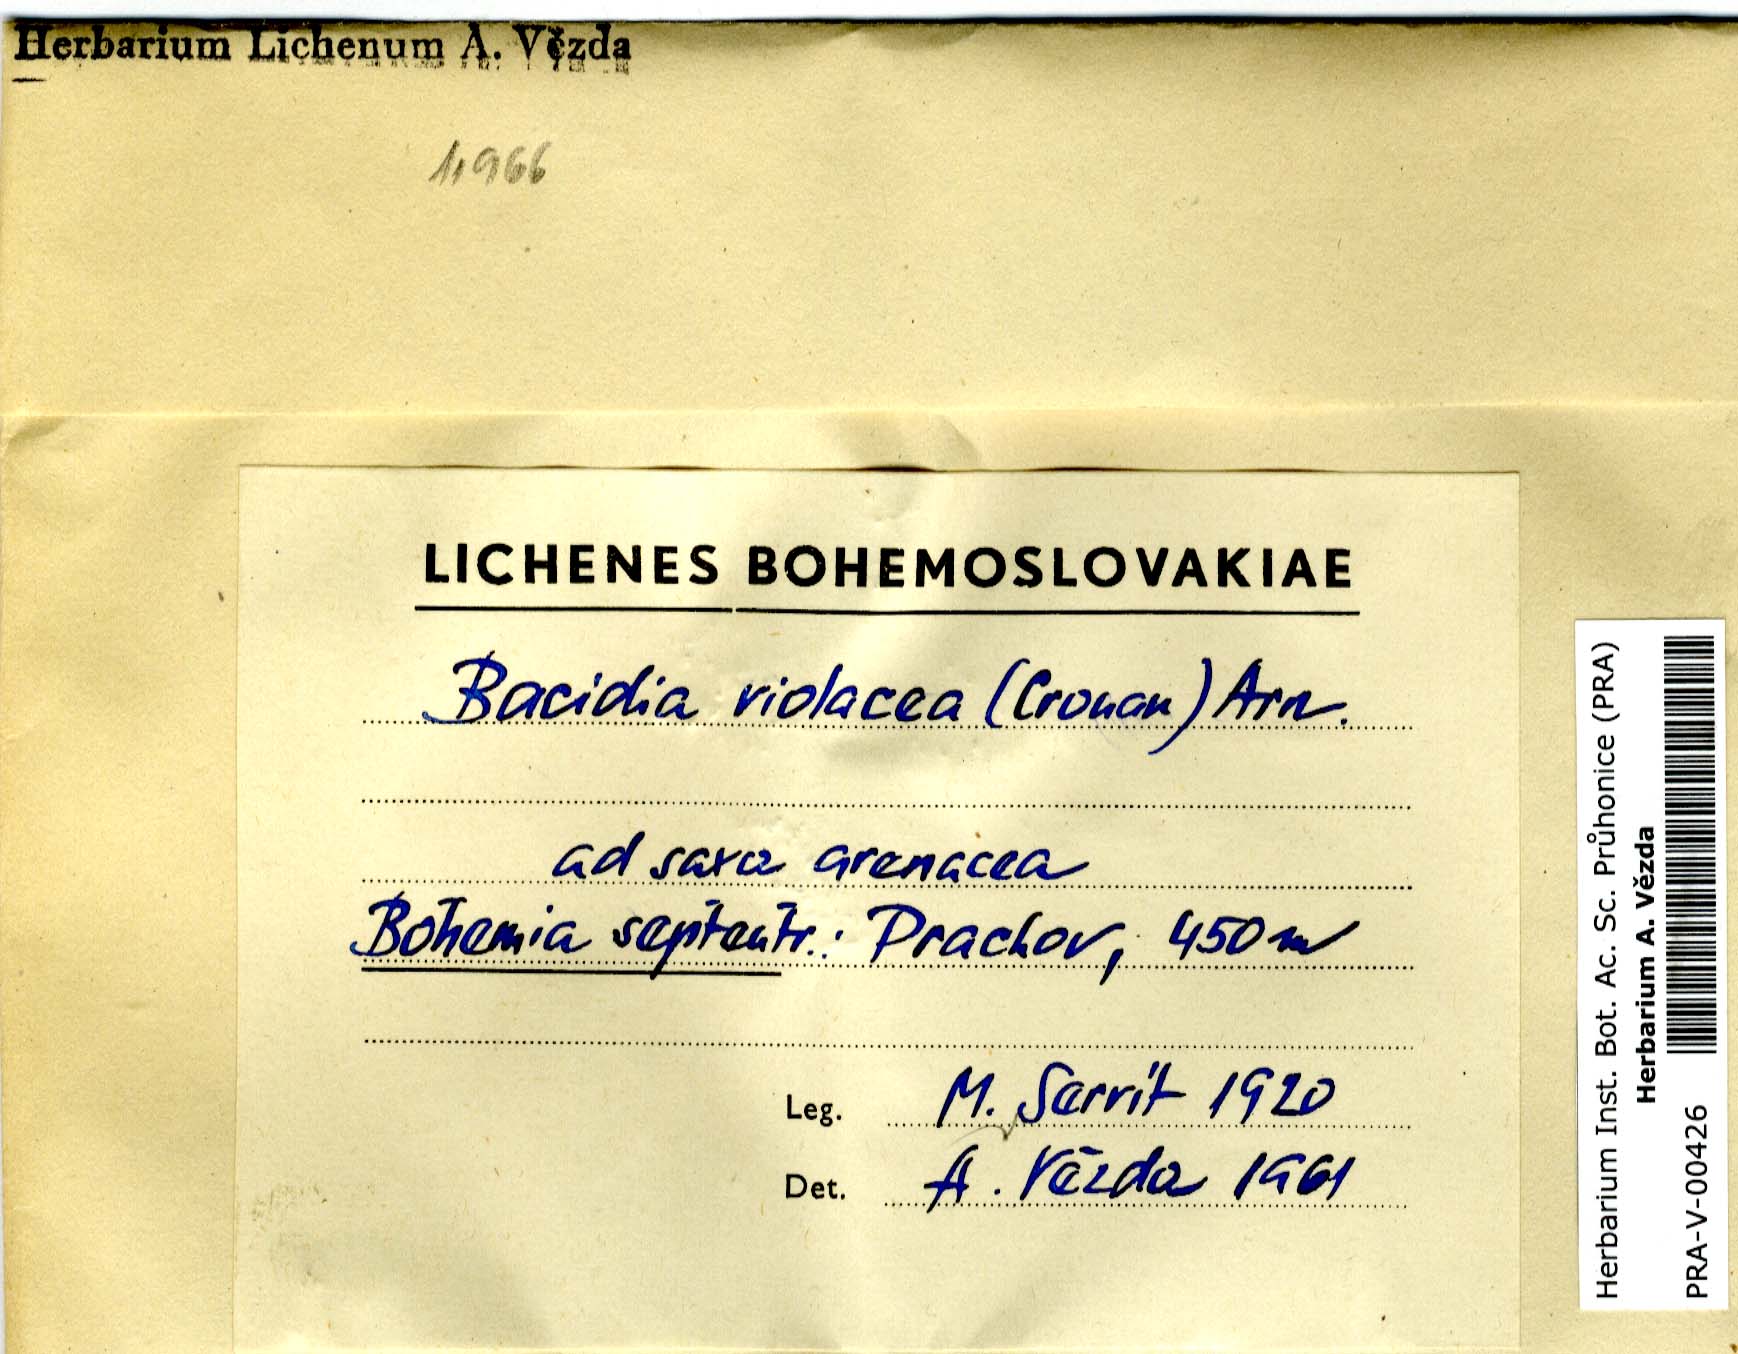 Herbarium Lichenum A. Vězda
4966
LICHENES BOHEMOSLOVAKIAE
Bacidia violacea (Crouan) Arn.
ad saxa arenacea
Bohemia septentr.: Prachov, 450 m
Leg. M. Servít 1920
Det. A. Vězda 1961
Herbarium Inst. Bot. Ac. Sc. Průhonice (PRA)
Herbarium A. Vězda
PRA-V-00426